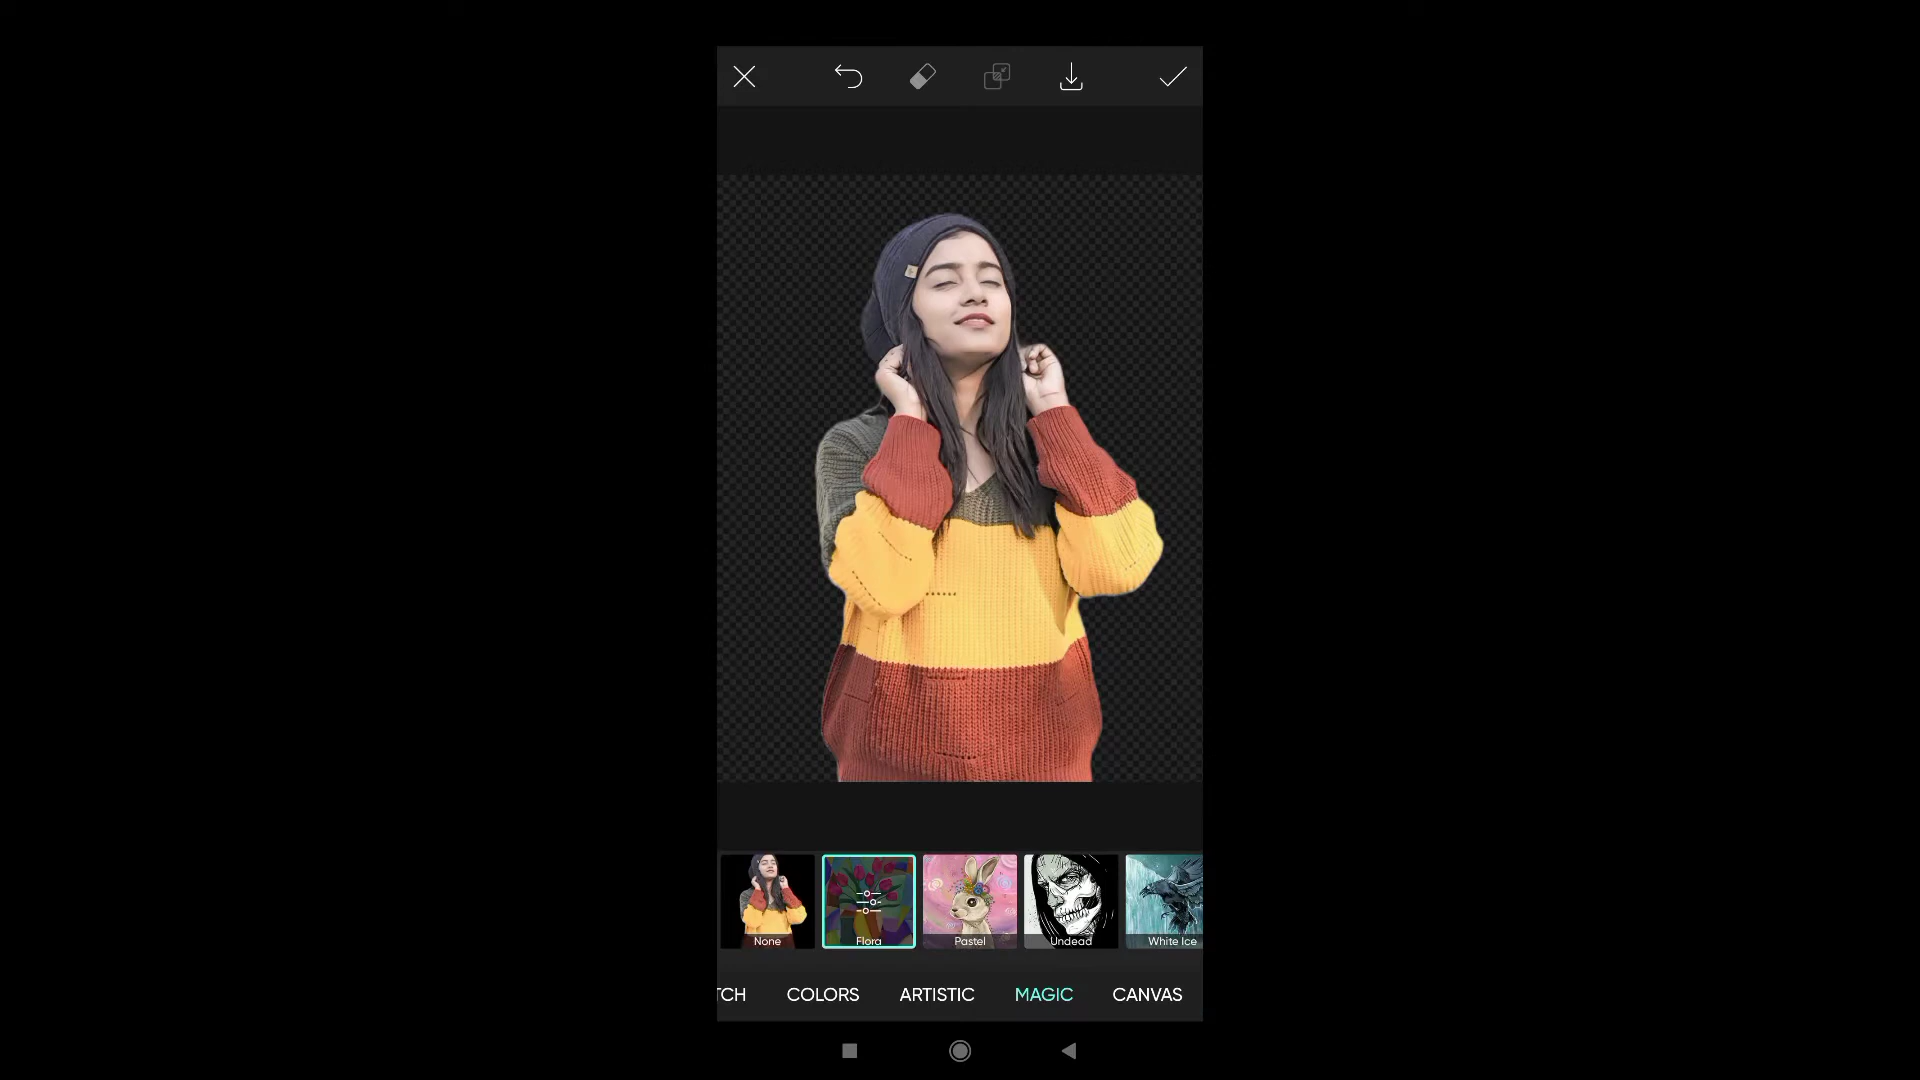 None
Flora
Pastel
Undead
White Ice
TCH COLORS ARTISTIC MAGIC CANVAS